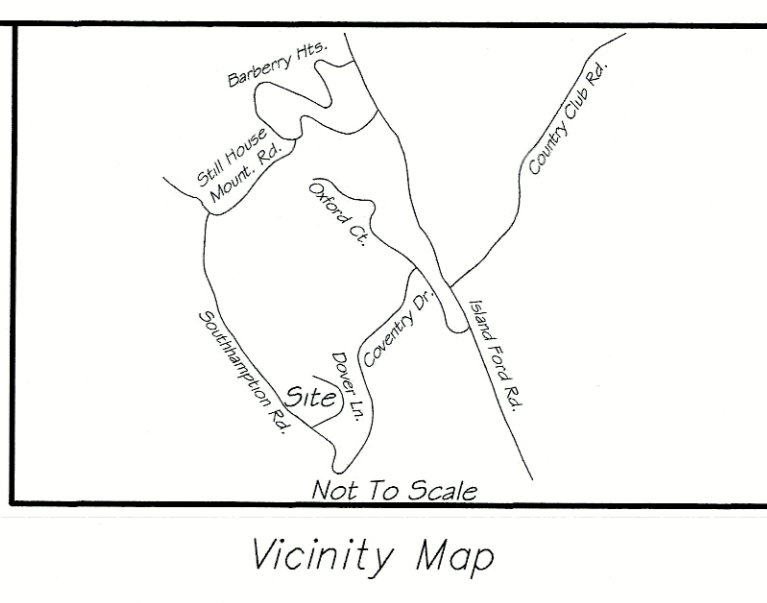 Barberry Hts.
Country Club Rd.
Still House
Mount. Rd.
Oxford Ct.
Coventry Dr.
Island Ford Rd.
Southhamption Rd.
Dover Ln.
Site
Not To Scale
Vicinity Map